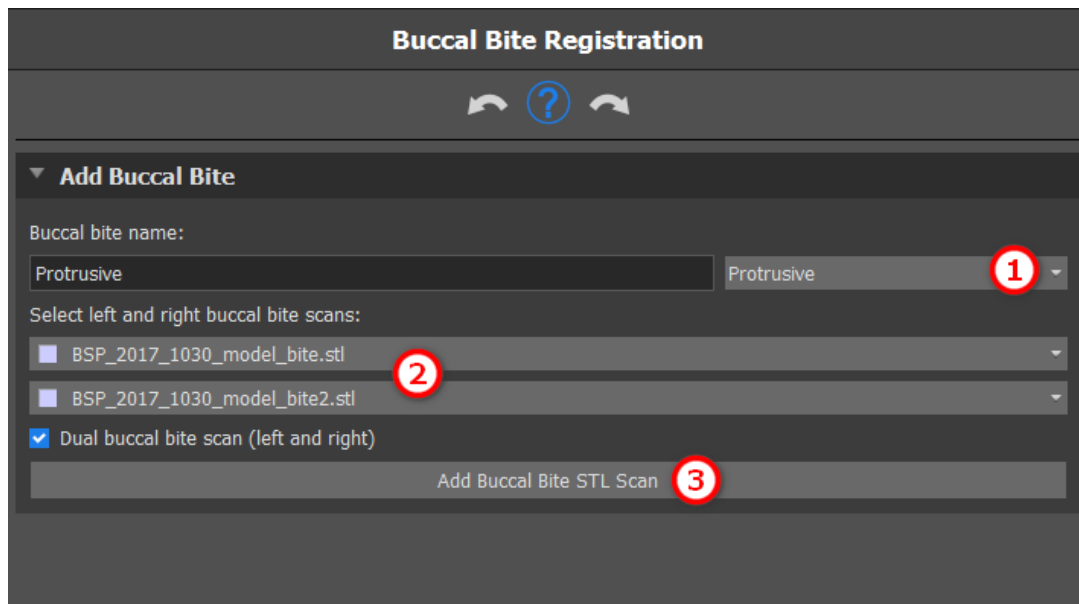 Buccal Bite Registration
?
Add Buccal Bite
Buccal bite name:
Protrusive Protrusive 1
Select left and right buccal bite scans:
BSP_2017_1030_model_bite.stl
2
BSP_2017_1030_model_bite2.stl
Dual buccal bite scan (left and right)
Add Buccal Bite STL Scan 3